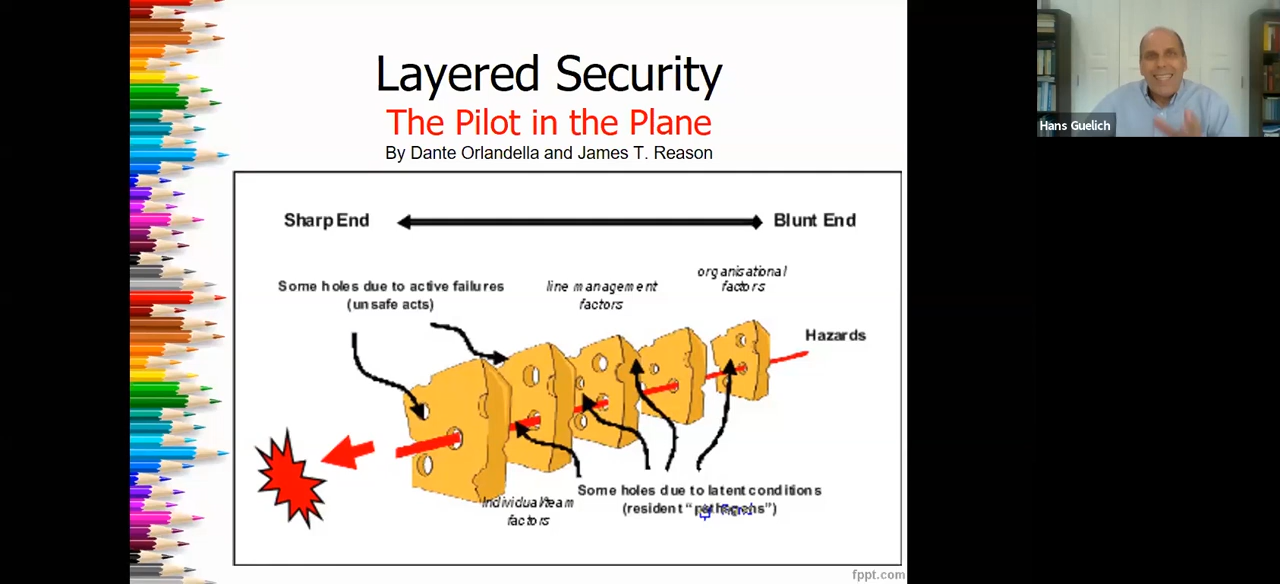 Layered Security
The Pilot in the Plane
By Dante Orlandella and James T. Reason
Hans Guelich
Sharp End
Blunt End
Some holes due to active failures
(unsafe acts)
line management
factors
organisational
factors
Hazards
Individual/team
factors
Some holes due to latent conditions
(resident “pathogens”)
fppt.com